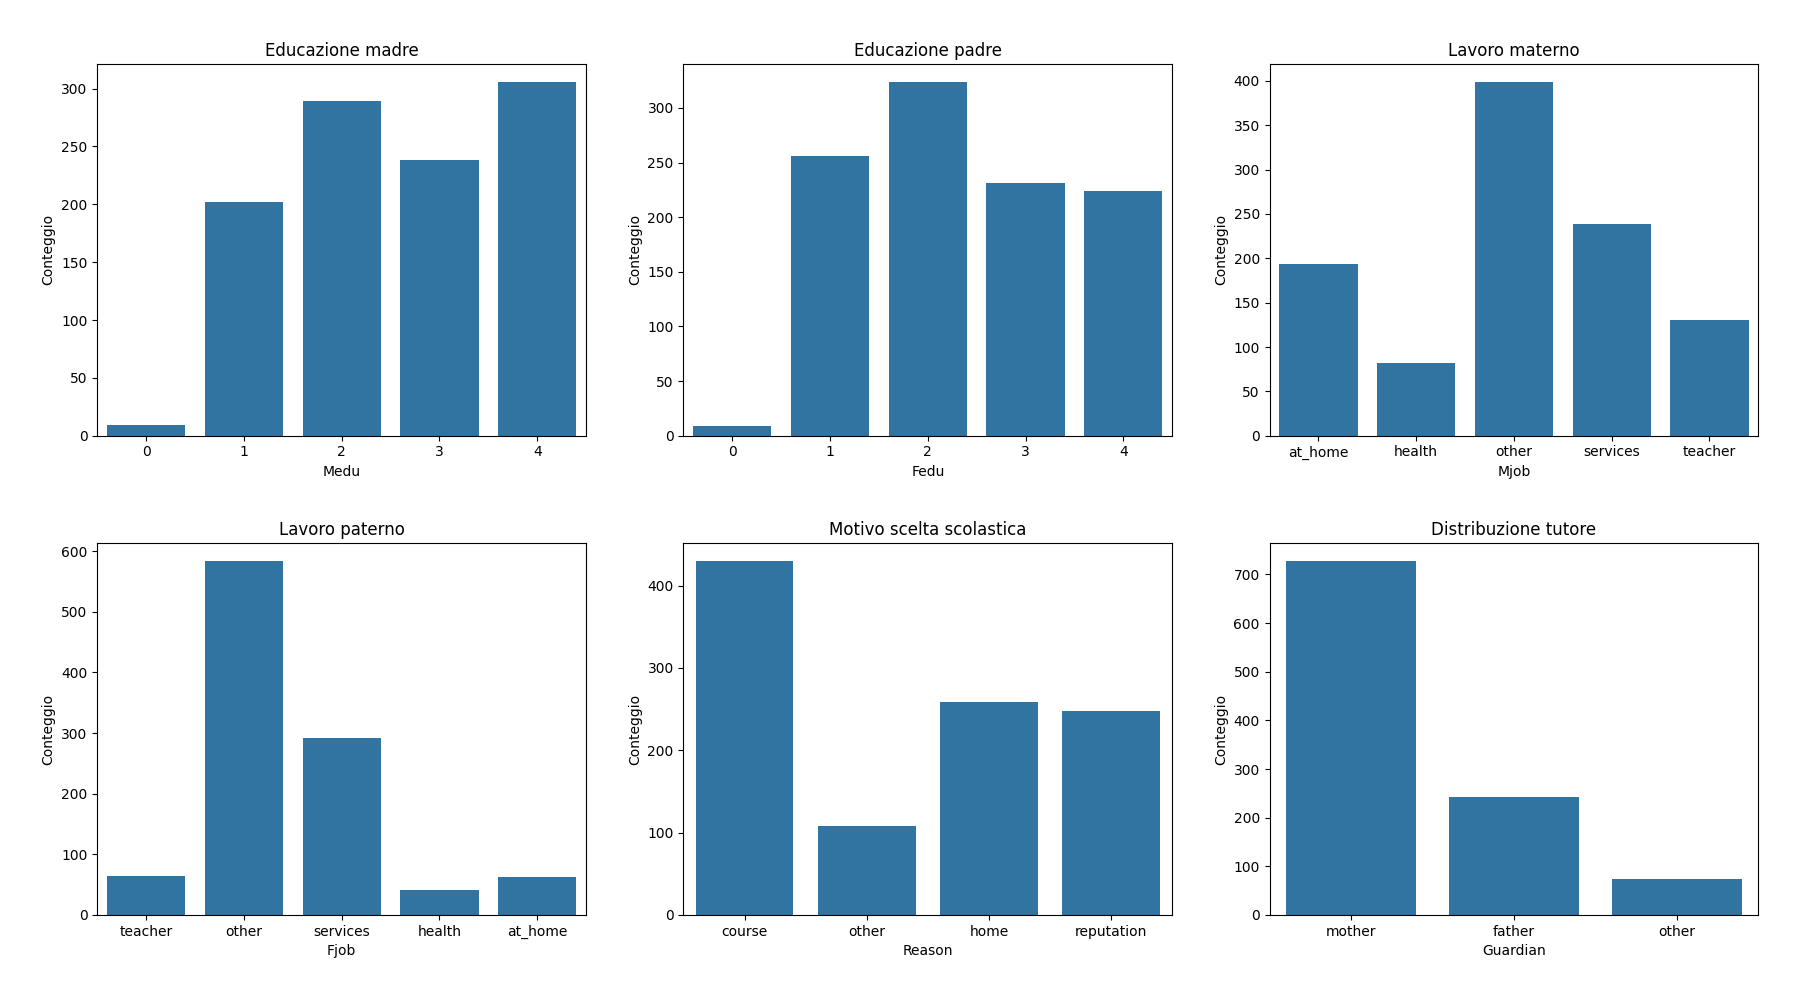 Educazione madre
300
250
200
150
100
50
0
Conteggio
0 1 2 3 4
Medu
Educazione padre
300
250
200
150
100
50
0
Conteggio
0 1 2 3 4
Fedu
Lavoro materno
400
350
300
250
200
150
100
50
0
Conteggio
at_home health other services teacher
Mjob
Lavoro paterno
600
500
400
300
200
100
0
Conteggio
teacher other services health at_home
Fjob
Motivo scelta scolastica
400
300
200
100
0
Conteggio
course other home reputation
Reason
Distribuzione tutore
700
600
500
400
300
200
100
0
Conteggio
mother father other
Guardian